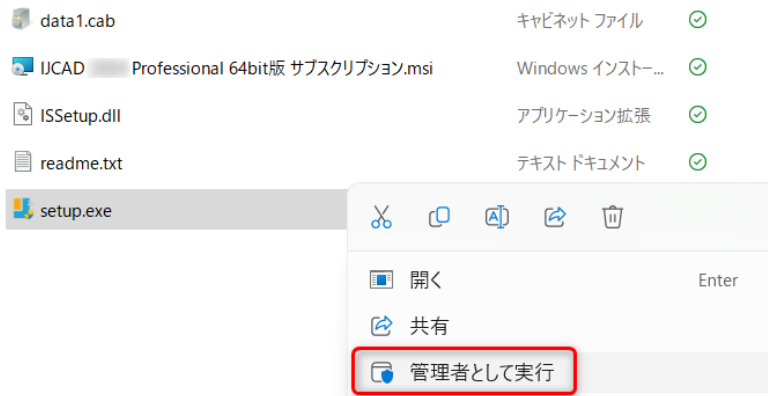 data1.cab キャビネット ファイル
IJCAD Professional 64bit版 サブスクリプション.msi Windows インストー...
ISSetup.dll アプリケーション拡張
readme.txt テキスト ドキュメント
setup.exe
開く Enter
共有
管理者として実行